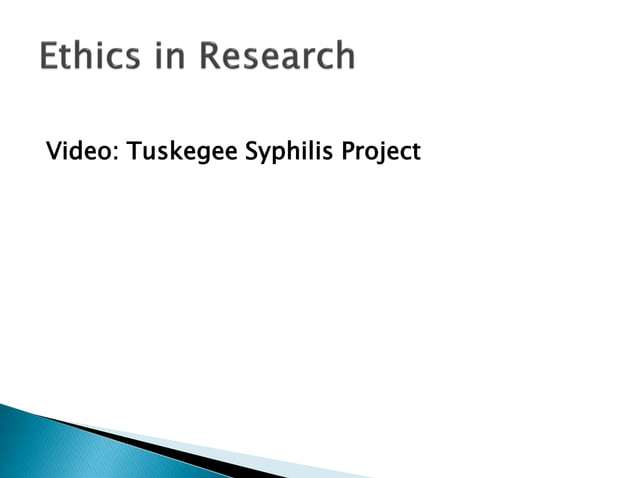 Ethics in Research
Video: Tuskegee Syphilis Project